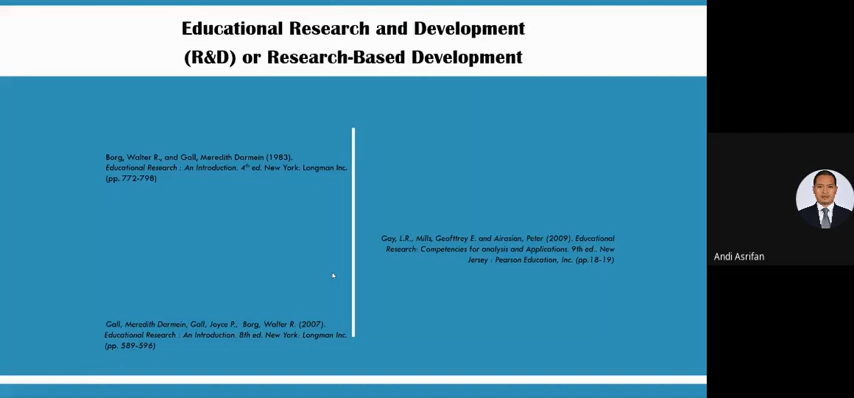 Educational Research and Development
(R&D) or Research-Based Development
Borg, Walter R., and Gall, Meredith Darmein (1983).
Educational Research : An Introduction. 4th ed. New York: Longman Inc.
(pp. 772-798)
Gall, Meredith Darmein, Gall, Joyce P., Borg, Walter R. (2007).
Educational Research : An Introduction. 8th ed. New York: Longman Inc.
(pp. 589-596)
Gay, L.R., Mills, Geofttrey E. and Airasian, Peter (2009). Educational
Research: Competencies for analysis and Applications. 9th ed.. New
Jersey : Pearson Education, Inc. (pp.18-19)
Andi Asrifan